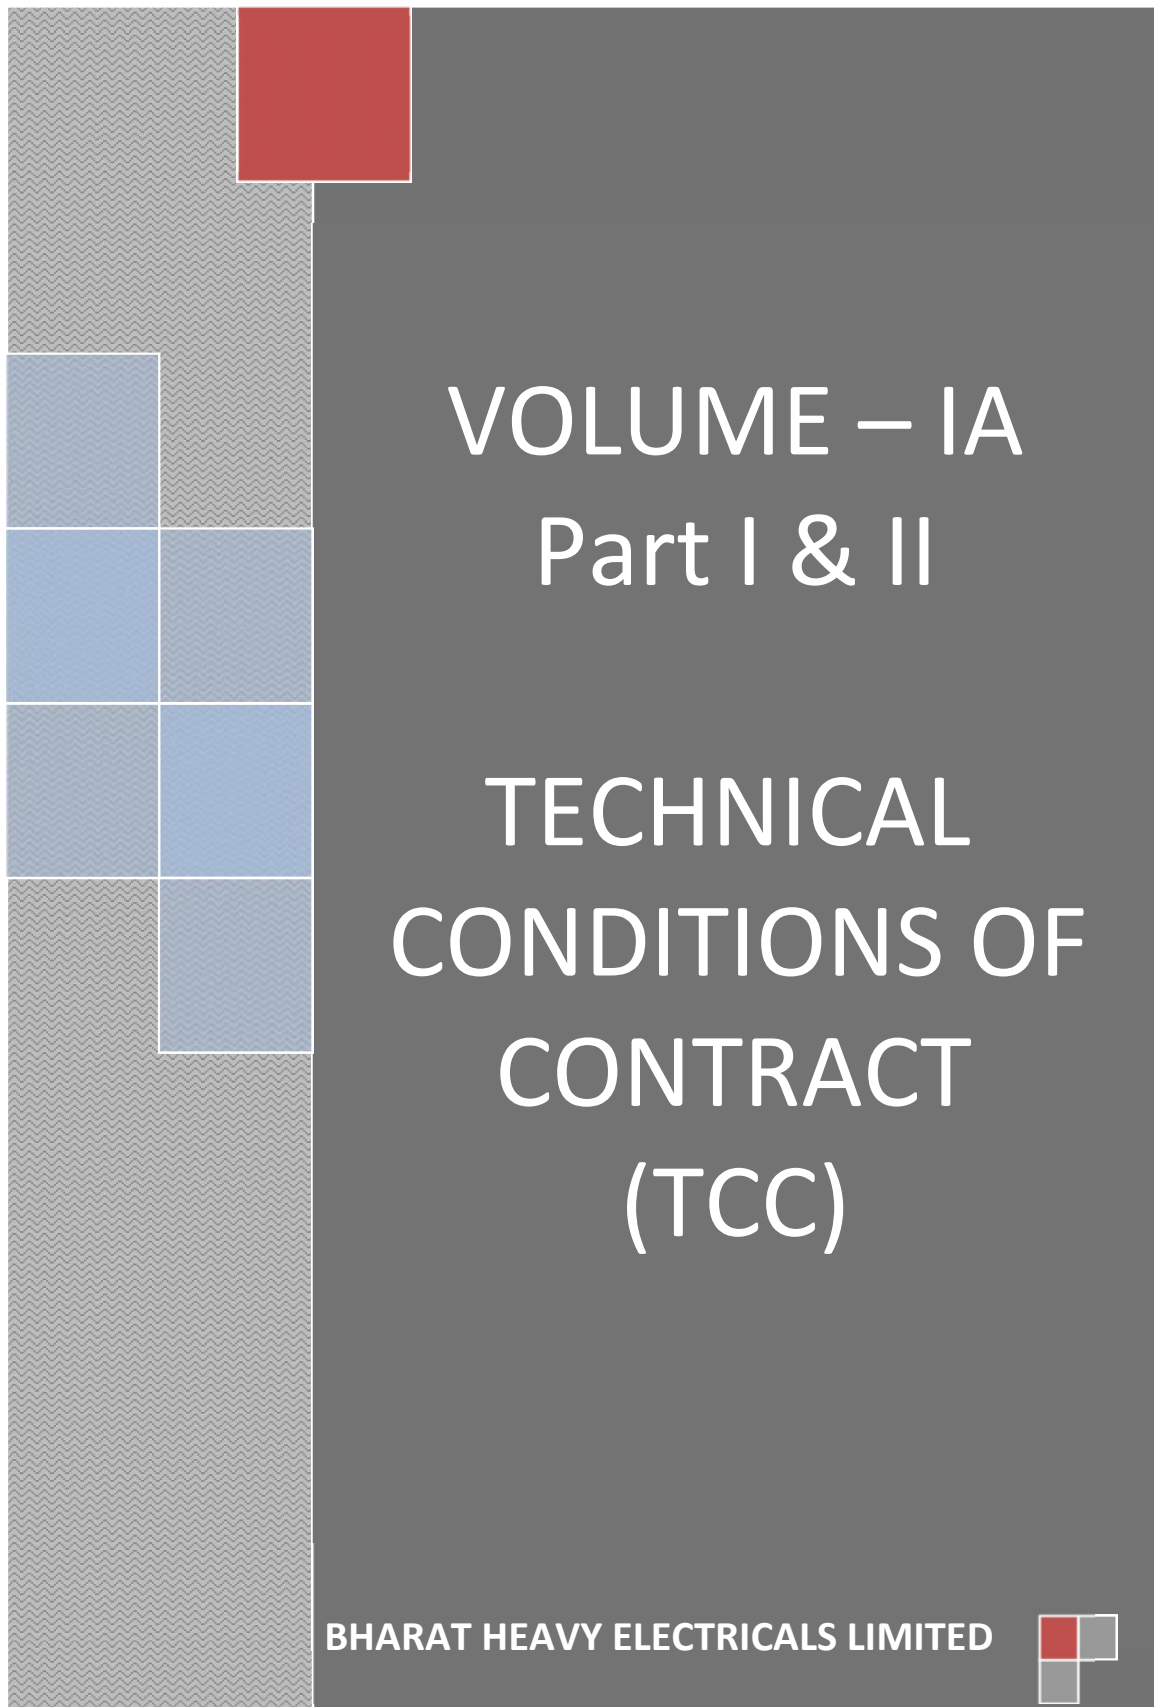 VOLUME – IA
Part I & II
TECHNICAL
CONDITIONS OF
CONTRACT
(TCC)
BHARAT HEAVY ELECTRICALS LIMITED